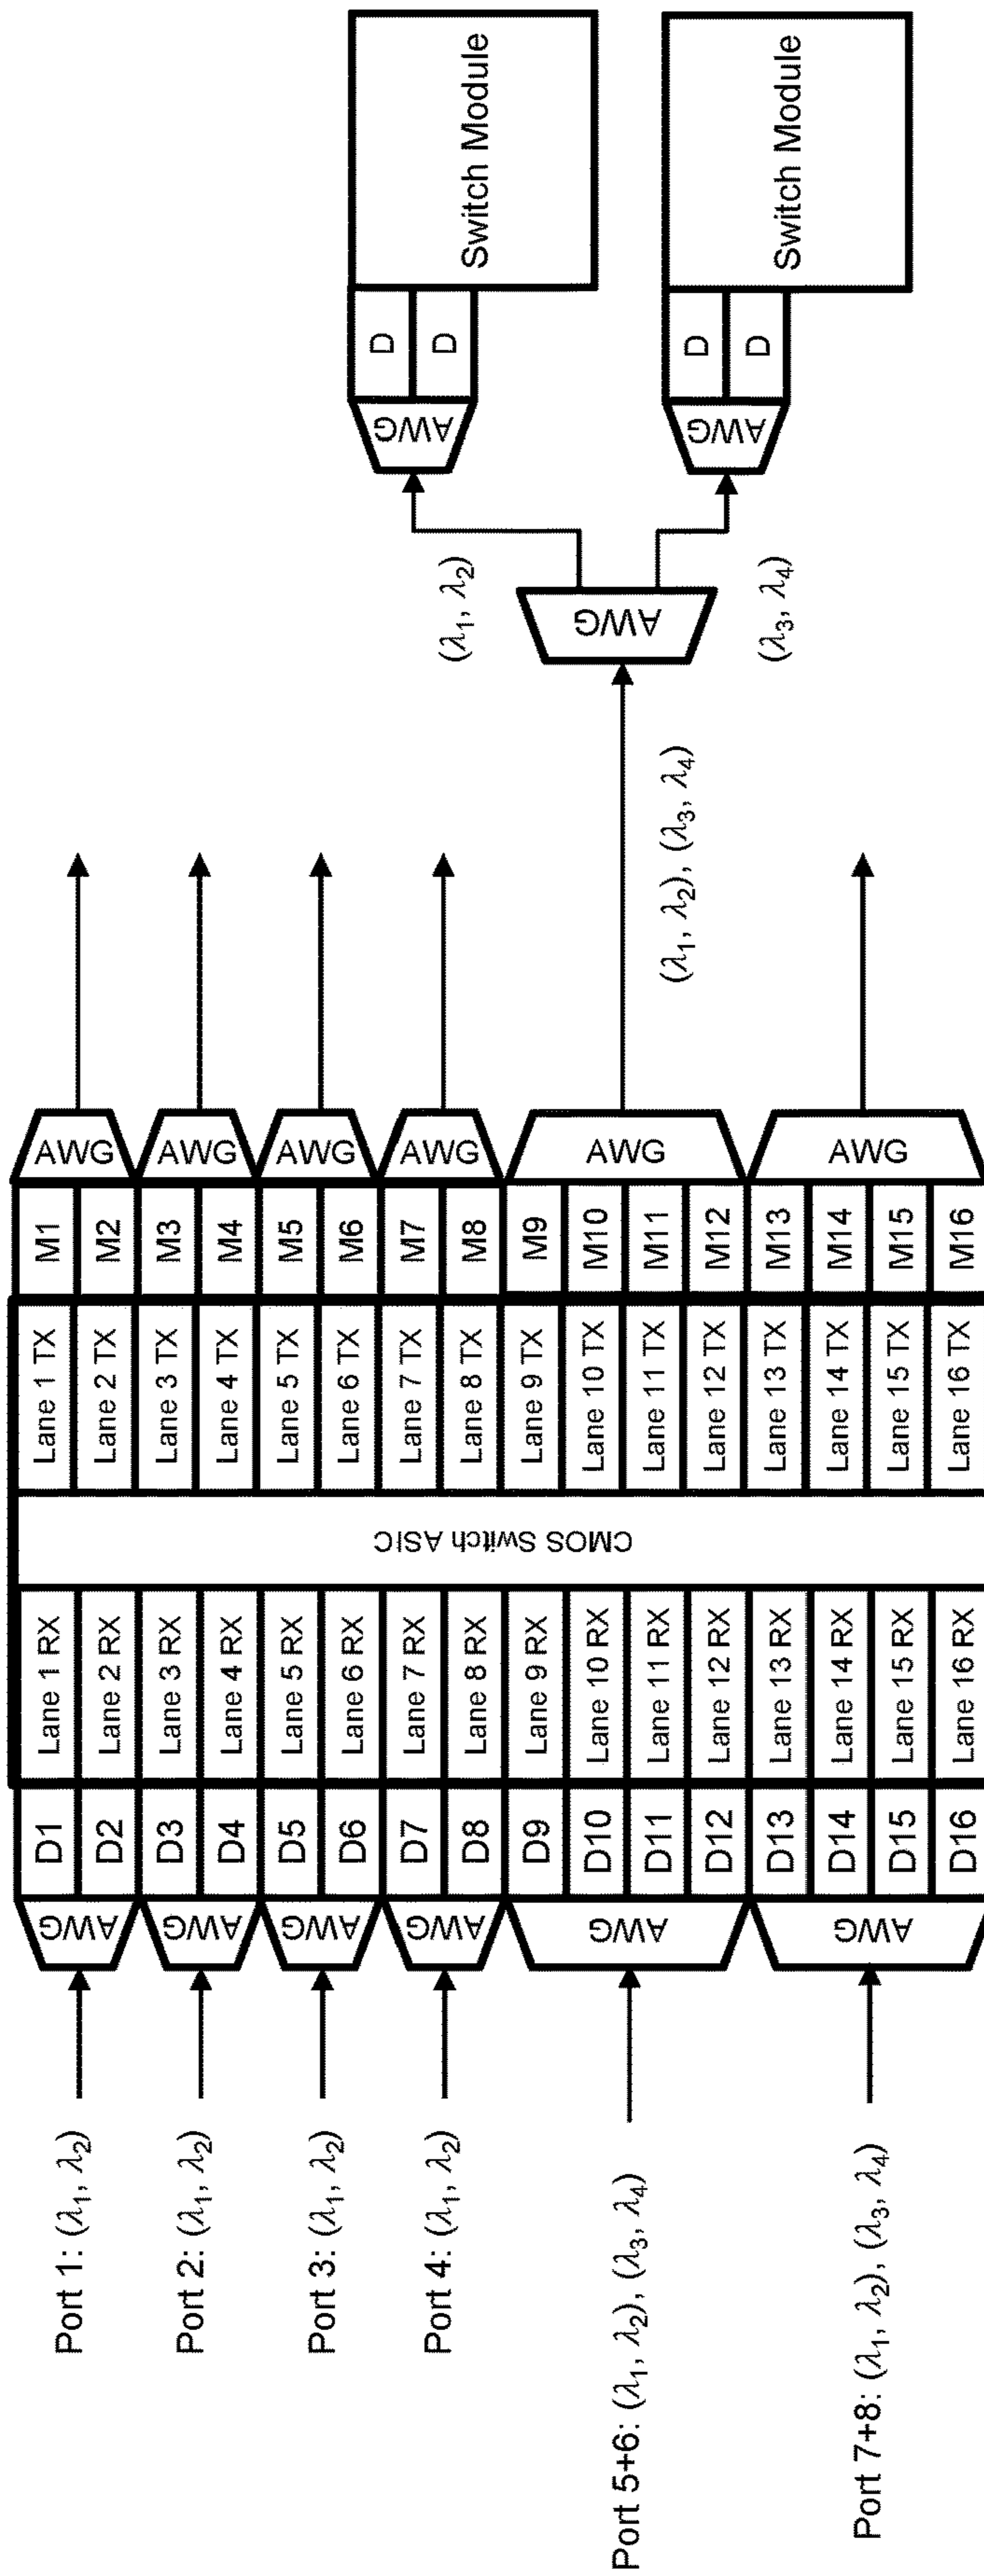 Port 1: (λ1, λ2)
Port 2: (λ1, λ2)
Port 3: (λ1, λ2)
Port 4: (λ1, λ2)
Port 5+6: (λ1, λ2), (λ3, λ4)
Port 7+8: (λ1, λ2), (λ3, λ4)
AWG
AWG
AWG
AWG
AWG
AWG
D1
D2
D3
D4
D5
D6
D7
D8
D9
D10
D11
D12
D13
D14
D15
D16
Lane 1 RX
Lane 2 RX
Lane 3 RX
Lane 4 RX
Lane 5 RX
Lane 6 RX
Lane 7 RX
Lane 8 RX
Lane 9 RX
Lane 10 RX
Lane 11 RX
Lane 12 RX
Lane 13 RX
Lane 14 RX
Lane 15 RX
Lane 16 RX
CMOS Switch ASIC
Lane 1 TX
Lane 2 TX
Lane 3 TX
Lane 4 TX
Lane 5 TX
Lane 6 TX
Lane 7 TX
Lane 8 TX
Lane 9 TX
Lane 10 TX
Lane 11 TX
Lane 12 TX
Lane 13 TX
Lane 14 TX
Lane 15 TX
Lane 16 TX
M1
M2
M3
M4
M5
M6
M7
M8
M9
M10
M11
M12
M13
M14
M15
M16
AWG
AWG
AWG
AWG
AWG
AWG
(λ1, λ2), (λ3, λ4)
AWG
(λ1, λ2)
(λ3, λ4)
AWG
D
D
Switch Module
AWG
D
D
Switch Module